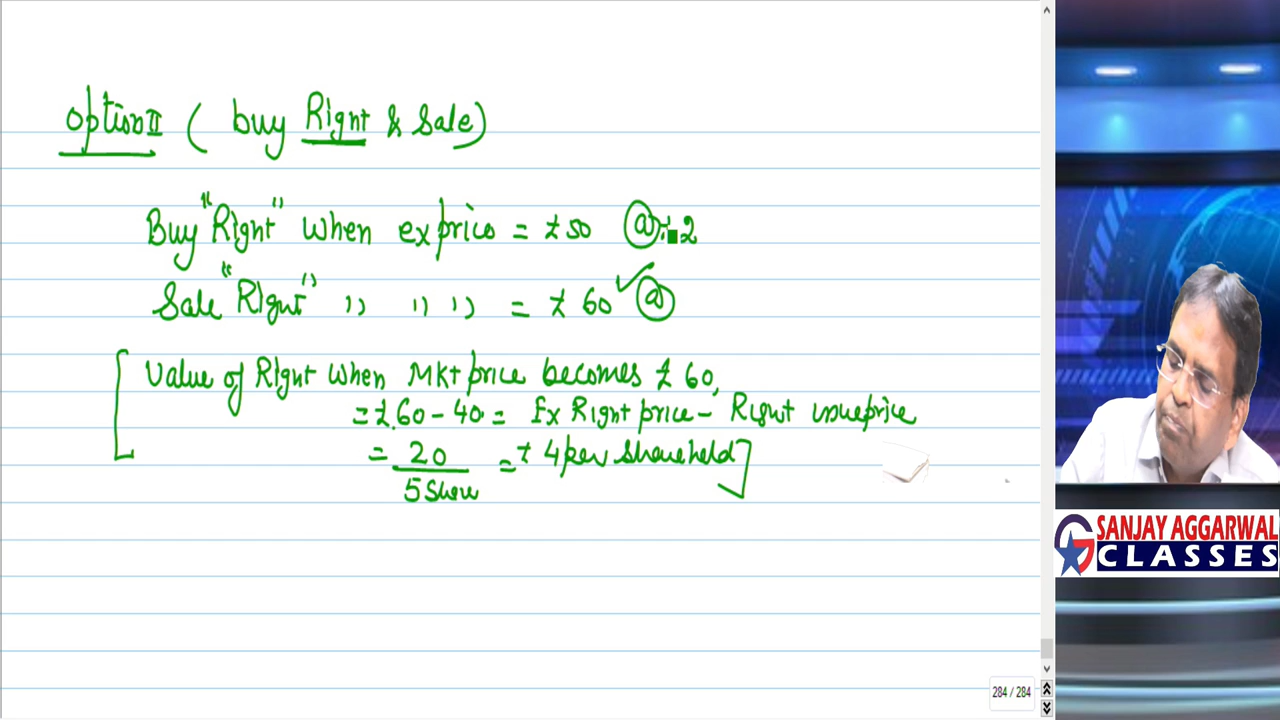 Option II ( buy Right & Sale)
Buy "Right" when ex price = ₹ 50 @ ₹ 2
Sale "Right" " " " = ₹ 60 @
[ Value of Right when Mkt price becomes ₹ 60,
= ₹ 60 - 40 = Ex Right price - Right issue price
= 20 / 5 Share = ₹ 4 per share held ]
SANJAY AGGARWAL
CLASSES
284 / 284